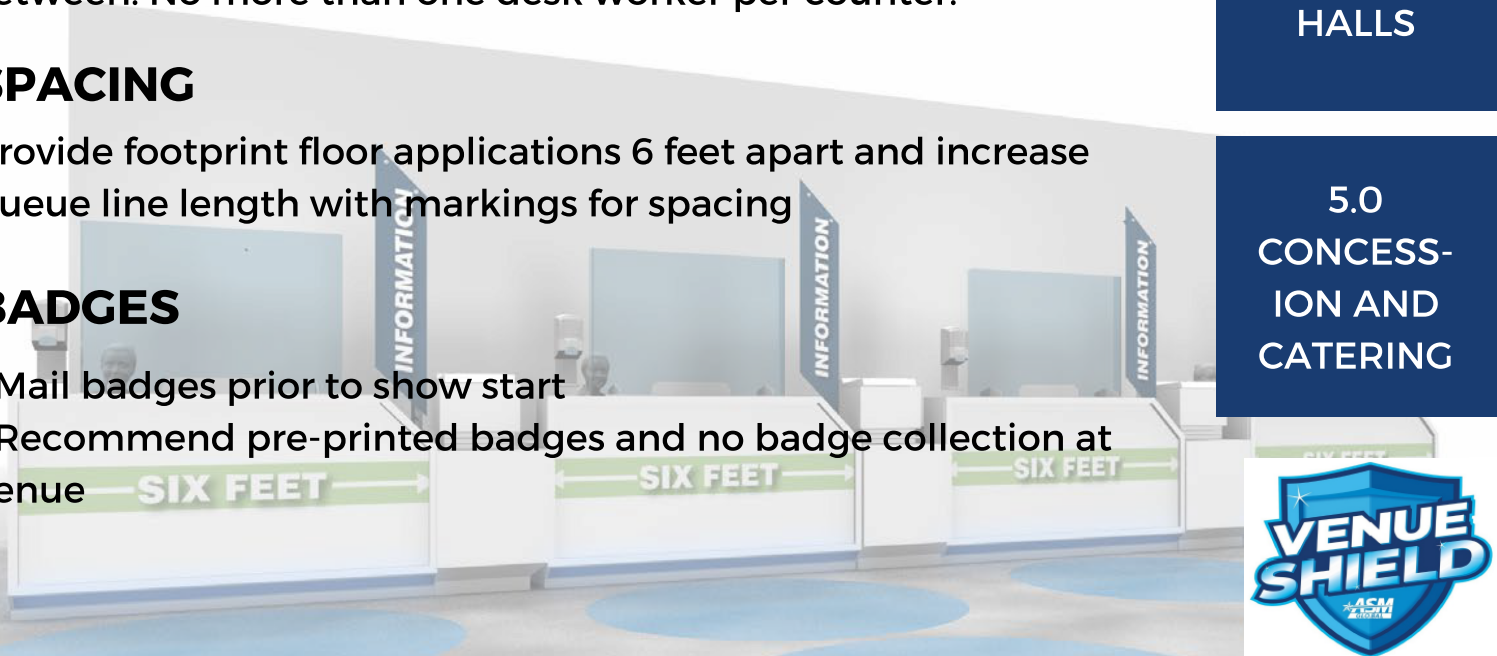 etween. No more than one desk worker per counter.
SPACING
rovide footprint floor applications 6 feet apart and increase
ueue line length with markings for spacing
BADGES
Mail badges prior to show start
Recommend pre-printed badges and no badge collection at
enue
INFORMATION
INFORMATION
INFORMATION
SIX FEET
SIX FEET
SIX FEET
SIX FEET
HALLS
5.0
CONCESS-
ION AND
CATERING
VENUE
SHIELD
ASM
GLOBAL